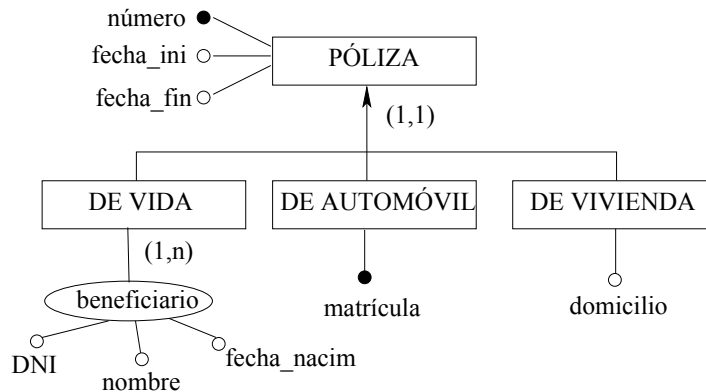 número
fecha_ini
fecha_fin
PÓLIZA
(1,1)
DE VIDA
DE AUTOMÓVIL
DE VIVIENDA
(1,n)
beneficiario
matrícula
domicilio
DNI
nombre
fecha_nacim